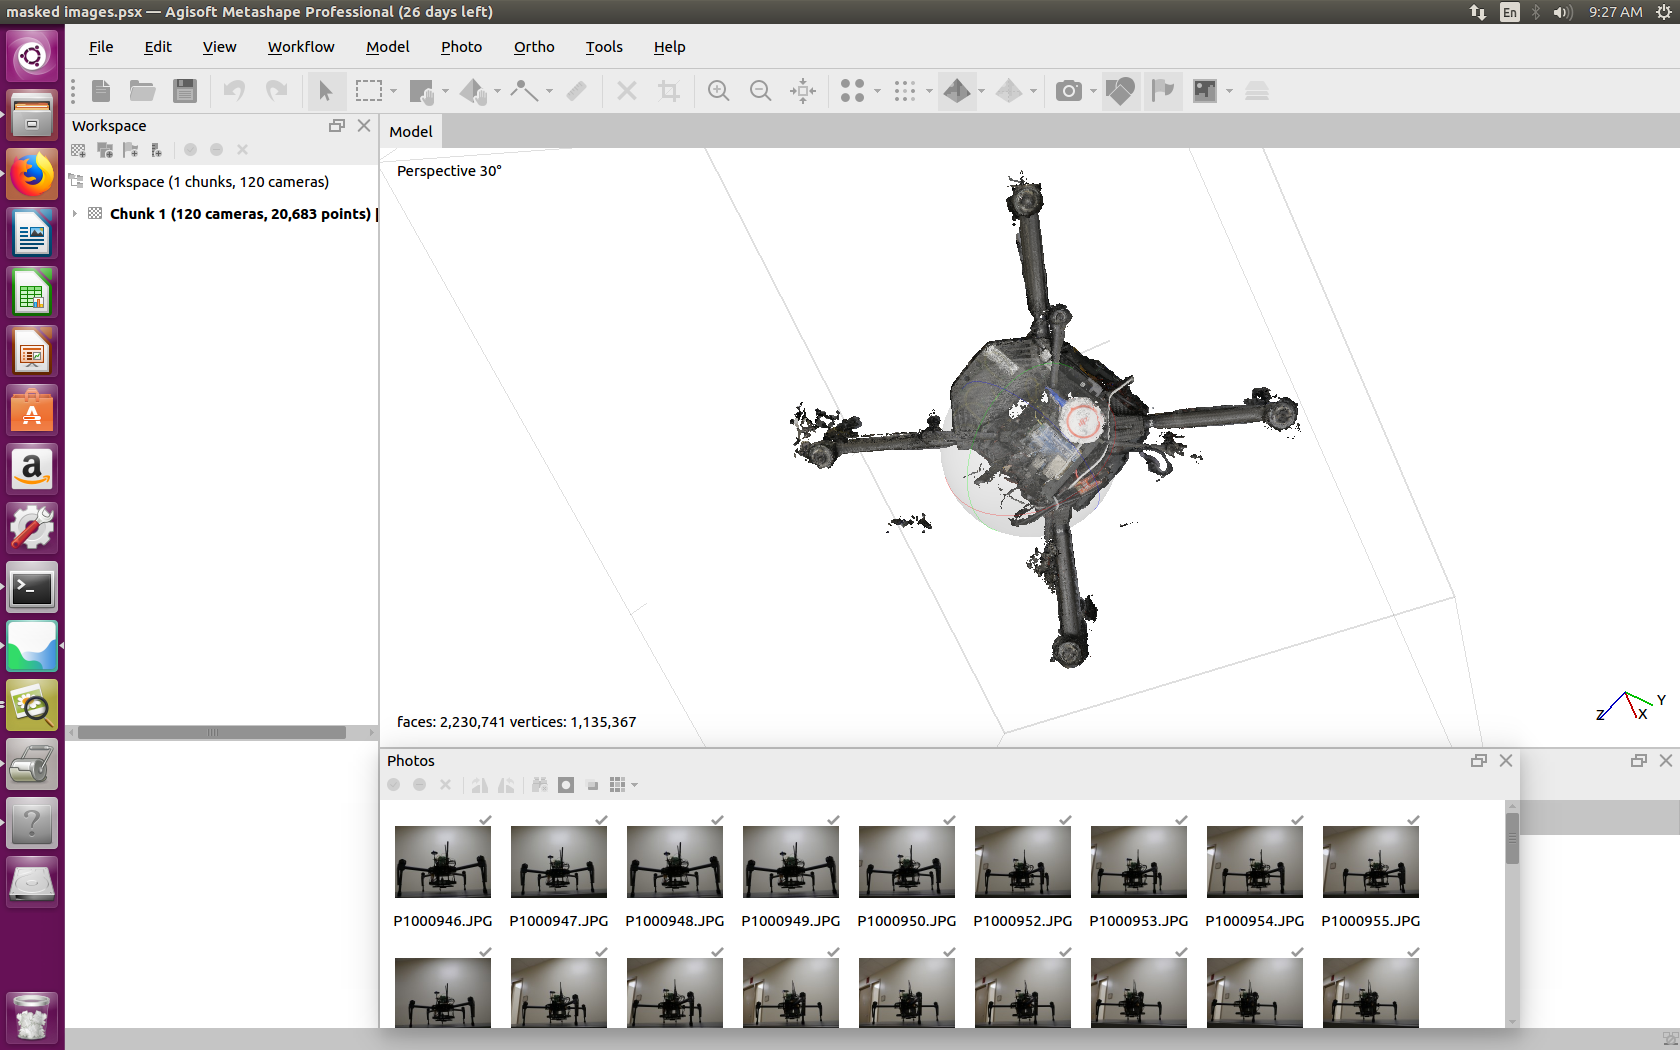 masked images.psx — Agisoft Metashape Professional (26 days left)
En
9:27 AM
File Edit View Workflow Model Photo Ortho Tools Help
Workspace
Model
Workspace (1 chunks, 120 cameras)
Chunk 1 (120 cameras, 20,683 points) |
Perspective 30°
faces: 2,230,741 vertices: 1,135,367
Z X Y
Photos
P1000946.JPG P1000947.JPG P1000948.JPG P1000949.JPG P1000950.JPG P1000952.JPG P1000953.JPG P1000954.JPG P1000955.JPG